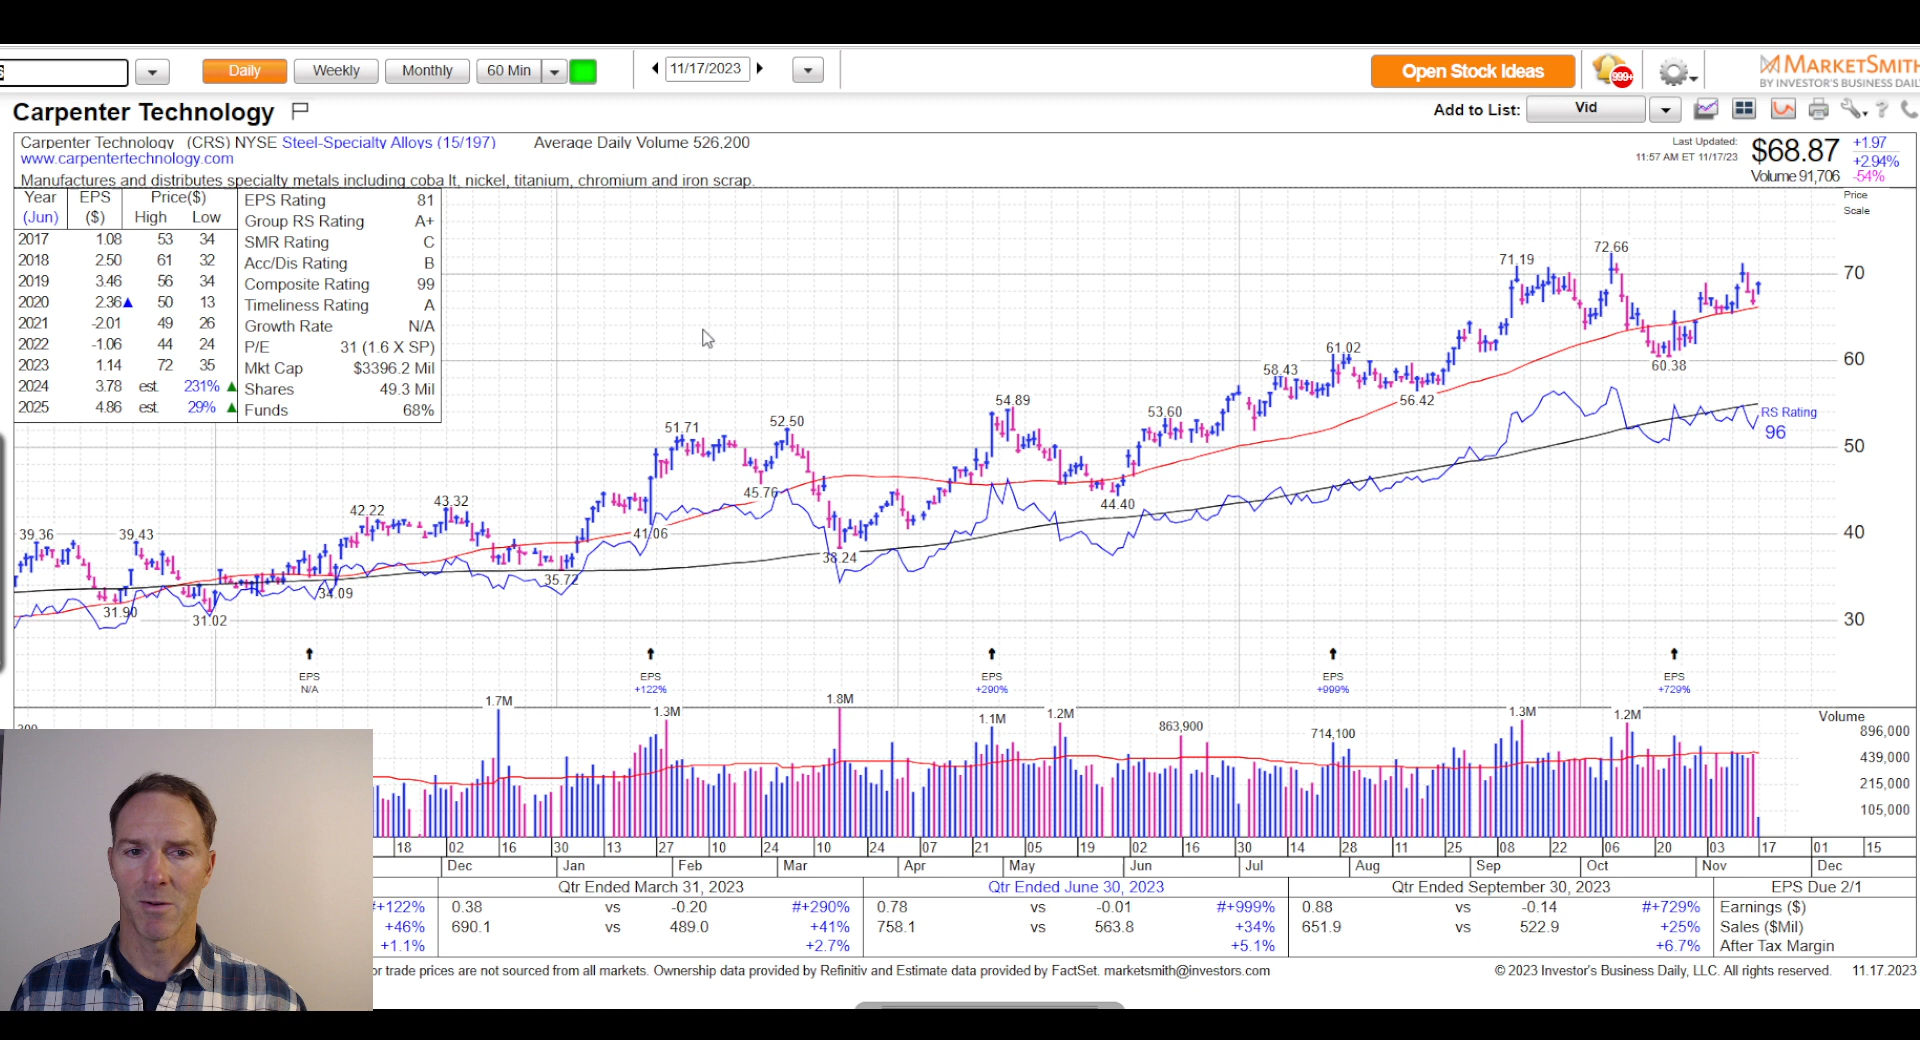 Daily Weekly Monthly 60 Min 11/17/2023 Open Stock Ideas 999+ MARKETSMITH
BY INVESTOR'S BUSINESS DAILY
Carpenter Technology Add to List: Vid
Carpenter Technology (CRS) NYSE Steel-Specialty Alloys (15/197) Average Daily Volume 526,200
www.carpentertechnology.com
Manufactures and distributes specialty metals including coba lt, nickel, titanium, chromium and iron scrap.
Last Updated:
11:57 AM ET 11/17/23
$68.87 +1.97
+2.94%
Volume 91,706 -54%
Price
Scale
Year EPS Price($)
(Jun) ($) High Low
2017 1.08 53 34
2018 2.50 61 32
2019 3.46 56 34
2020 2.36 50 13
2021 -2.01 49 26
2022 -1.06 44 24
2023 1.14 72 35
2024 3.78 est. 231%
2025 4.86 est. 29%
EPS Rating 81
Group RS Rating A+
SMR Rating C
Acc/Dis Rating B
Composite Rating 99
Timeliness Rating A
Growth Rate N/A
P/E 31 (1.6 X SP)
Mkt Cap $3396.2 Mil
Shares 49.3 Mil
Funds 68%
72.66
71.19
70
61.02
60
58.43
60.38
54.89
56.42
53.60
52.50
51.71
RS Rating
96
50
45.76
44.40
43.32
42.22
41.06
40
39.36
39.43
38.24
35.72
34.09
31.90
31.02
30
EPS EPS EPS EPS EPS
N/A +122% +290% +999% +729%
1.7M 1.3M 1.8M 1.1M 1.2M 863,900 714,100 1.3M 1.2M Volume
896,000
439,000
215,000
105,000
18 02 16 30 13 27 10 24 10 24 07 21 05 19 02 16 30 14 28 11 25 08 22 06 20 03 17 01 15
Dec Jan Feb Mar Apr May Jun Jul Aug Sep Oct Nov Dec
Qtr Ended March 31, 2023 Qtr Ended June 30, 2023 Qtr Ended September 30, 2023 EPS Due 2/1
#+122% 0.38 vs -0.20 #+290% 0.78 vs -0.01 #+999% 0.88 vs -0.14 #+729% Earnings ($)
+46% 690.1 vs 489.0 +41% 758.1 vs 563.8 +34% 651.9 vs 522.9 +25% Sales ($Mil)
+1.1% +2.7% +5.1% +6.7% After Tax Margin
or trade prices are not sourced from all markets. Ownership data provided by Refinitiv and Estimate data provided by FactSet. marketsmith@investors.com © 2023 Investor's Business Daily, LLC. All rights reserved. 11.17.2023